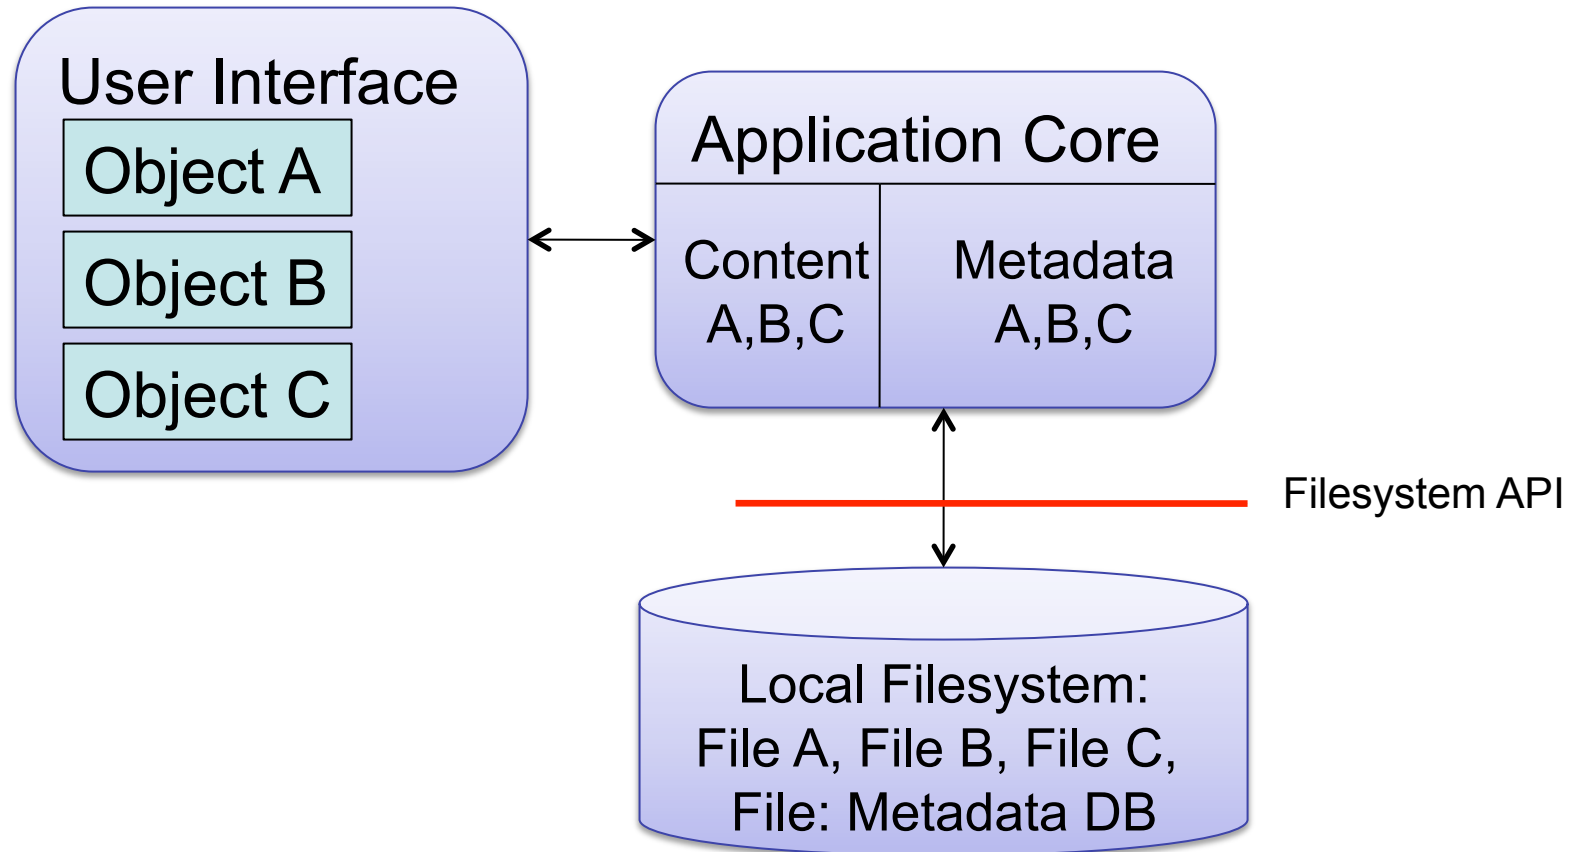 User Interface
Object A
Object B
Object C
Application Core
Content
A,B,C
Metadata
A,B,C
Filesystem API
Local Filesystem:
File A, File B, File C,
File: Metadata DB